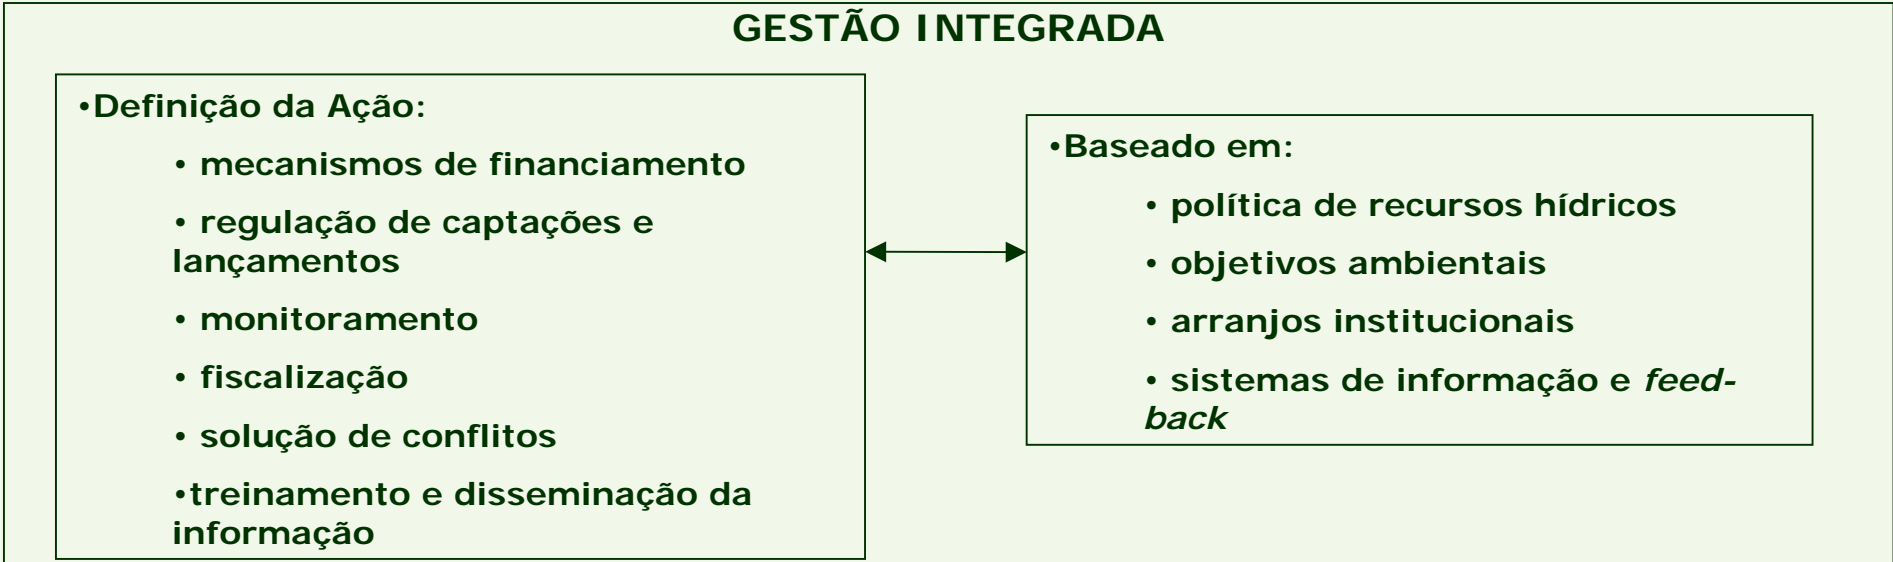 GESTÃO INTEGRADA
•Definição da Ação:
• mecanismos de financiamento
• regulação de captações e
lançamentos
• monitoramento
• fiscalização
• solução de conflitos
•treinamento e disseminação da
informação
•Baseado em:
• política de recursos hídricos
• objetivos ambientais
• arranjos institucionais
• sistemas de informação e feed-
back